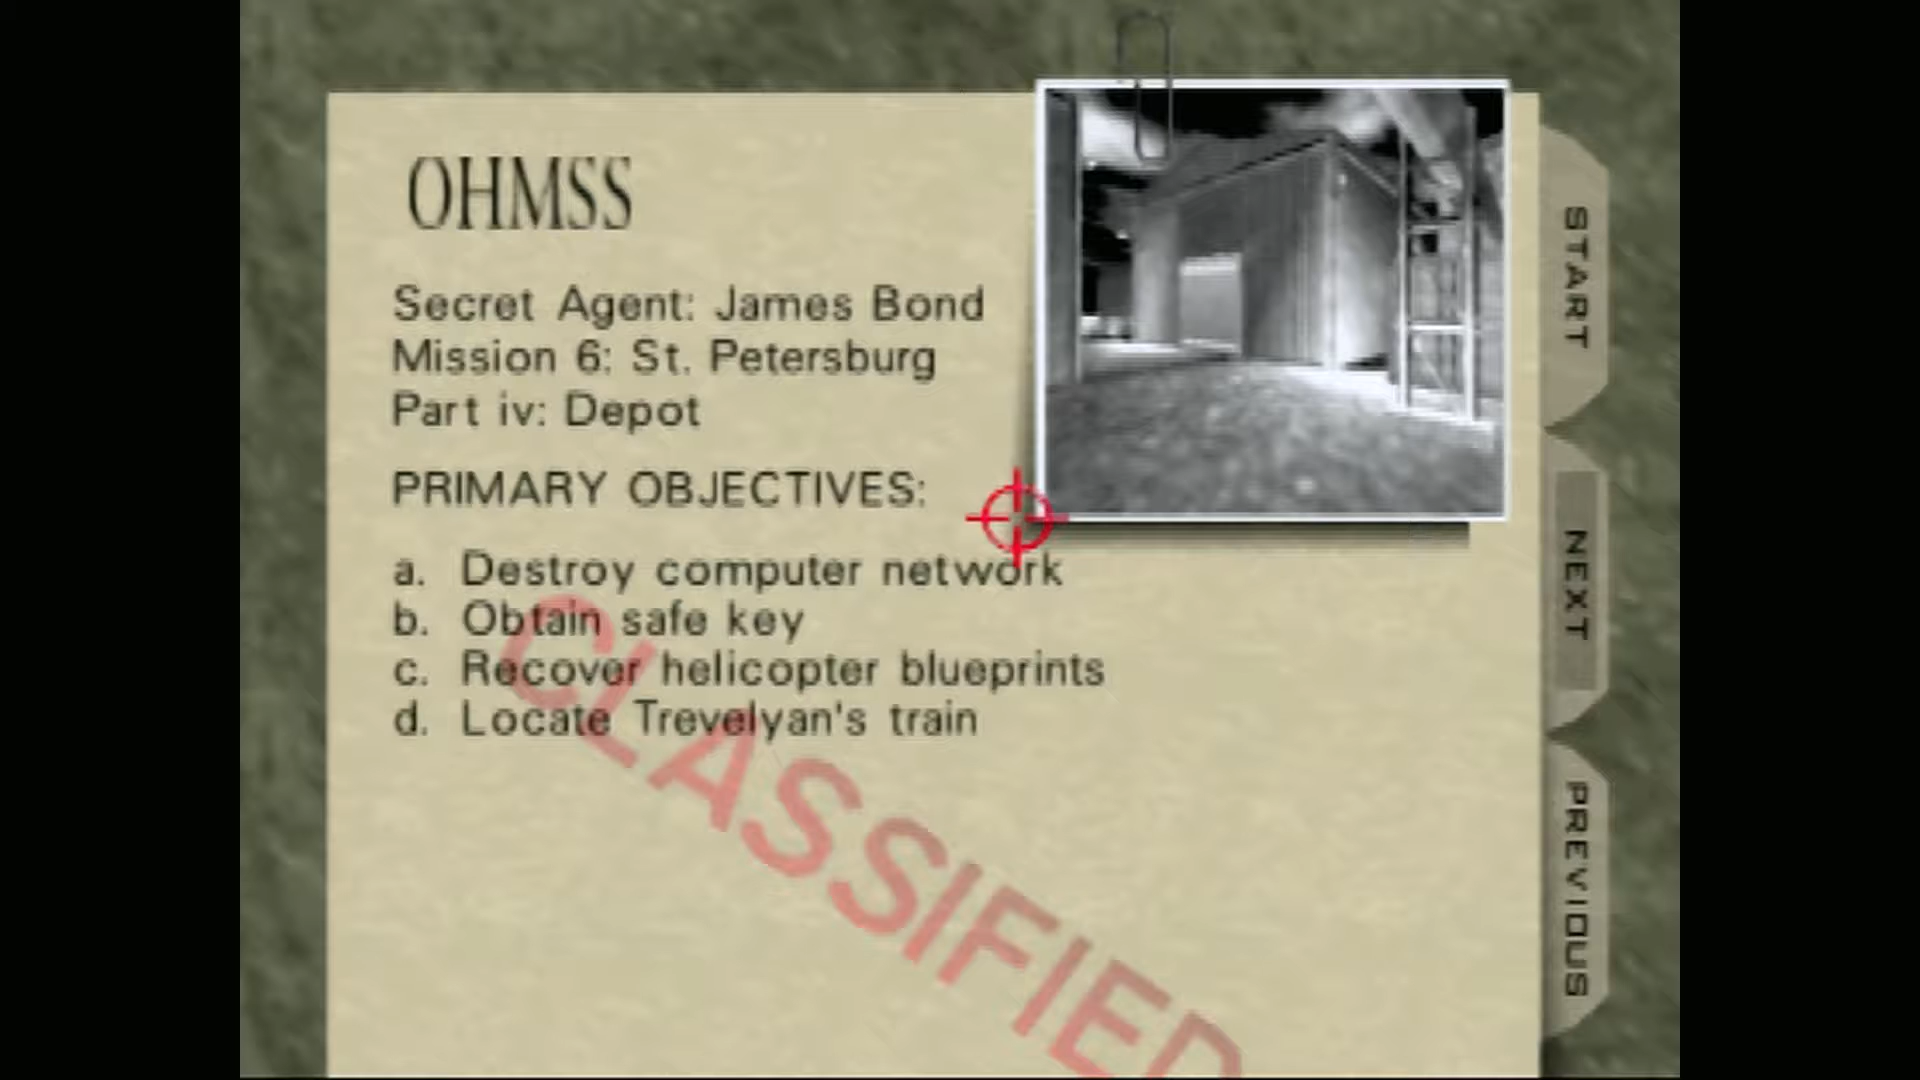 OHMSS
Secret Agent: James Bond
Mission 6: St. Petersburg
Part iv: Depot
PRIMARY OBJECTIVES:
a. Destroy computer network
b. Obtain safe key
c. Recover helicopter blueprints
d. Locate Trevelyan's train
CLASSIFIED
START
NEXT
PREVIOUS